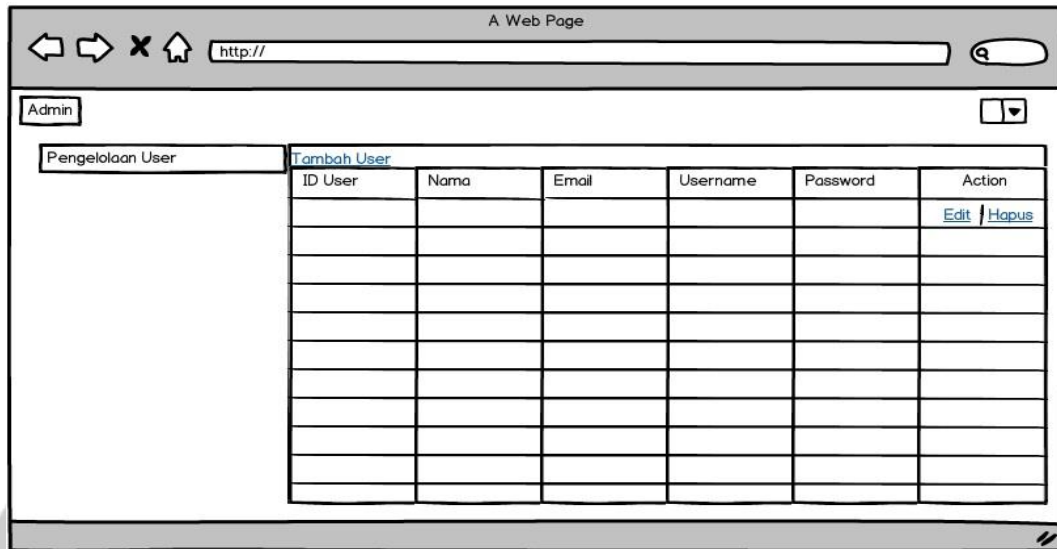 A Web Page
http://
Admin
Pengelolaan User
Tambah User
ID User Nama Email Username Password Action
Edit | Hapus